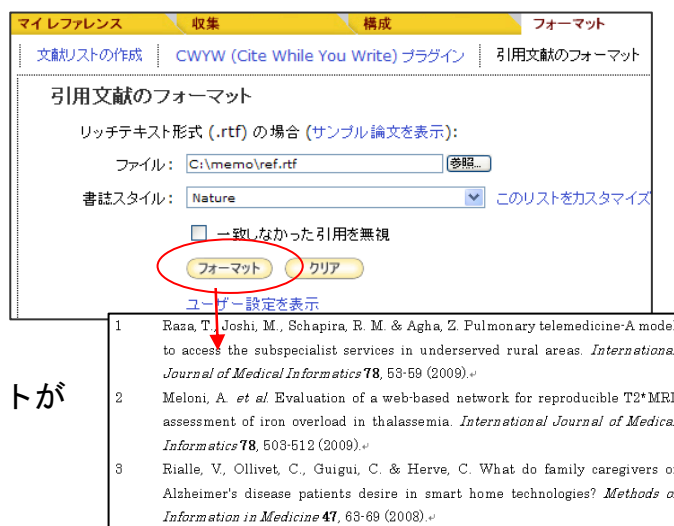 マイ レファレンス 収集 構成 フォーマット
文献リストの作成 CWYW (Cite While You Write) プラグイン 引用文献のフォーマット
引用文献のフォーマット
リッチテキスト形式 (.rtf) の場合 (サンプル論文を表示):
ファイル: C:\memo\ref.rtf 参照...
書誌スタイル: Nature このリストをカスタマイズ
一致しなかった引用を無視
フォーマット クリア
ユーザー設定を表示
1 Raza, T., Joshi, M., Schapira, R. M. & Agha, Z. Pulmonary telemedicine-A model
to access the subspecialist services in underserved rural areas. International
Journal of Medical Informatics 78, 53-59 (2009).
トが
2 Meloni, A. et al. Evaluation of a web-based network for reproducible T2*MRI
assessment of iron overload in thalassemia. International Journal of Medical
Informatics 78, 503-512 (2009).
3 Rialle, V., Ollivet, C., Guigui, C. & Herve, C. What do family caregivers of
Alzheimer's disease patients desire in smart home technologies? Methods of
Information in Medicine 47, 63-69 (2008).